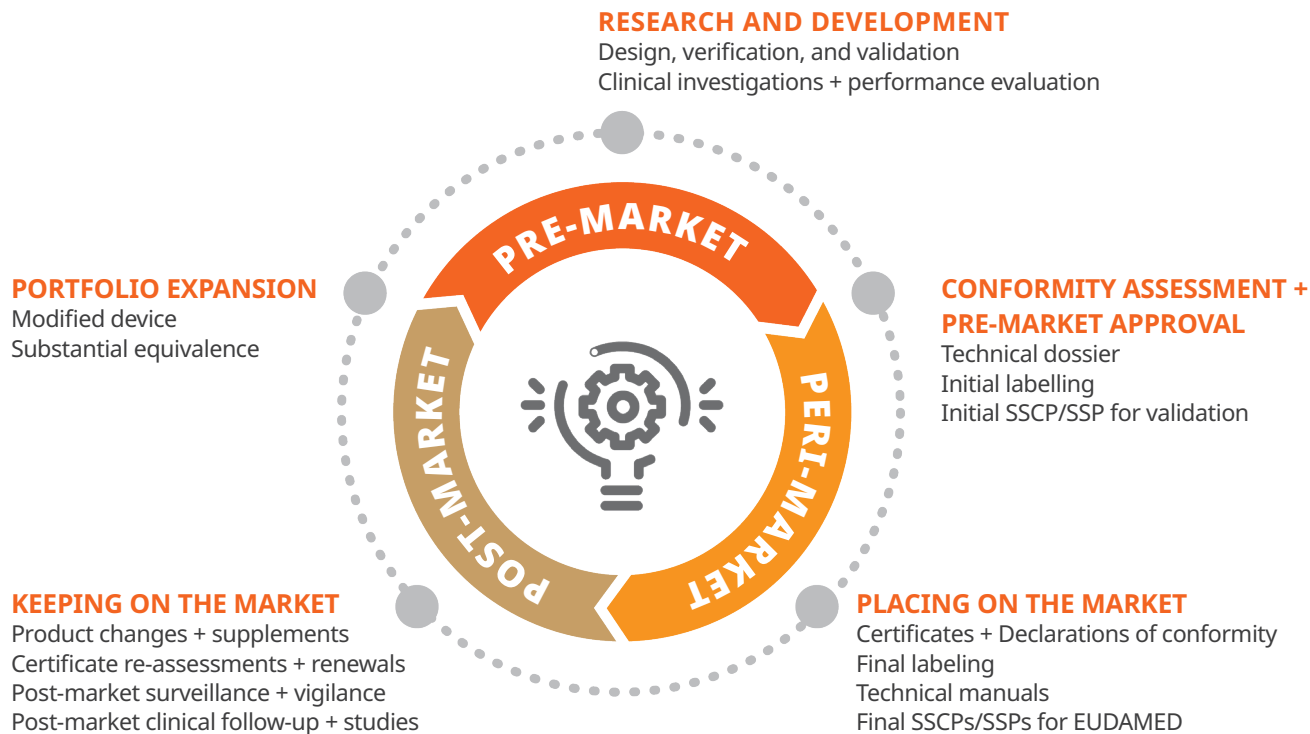 RESEARCH AND DEVELOPMENT
Design, verification, and validation
Clinical investigations + performance evaluation
PRE-MARKET
PORTFOLIO EXPANSION
Modified device
Substantial equivalence
CONFORMITY ASSESSMENT +
PRE-MARKET APPROVAL
Technical dossier
Initial labelling
Initial SSCP/SSP for validation
POST-MARKET
PERI-MARKET
KEEPING ON THE MARKET
Product changes + supplements
Certificate re-assessments + renewals
Post-market surveillance + vigilance
Post-market clinical follow-up + studies
PLACING ON THE MARKET
Certificates + Declarations of conformity
Final labeling
Technical manuals
Final SSCPs/SSPs for EUDAMED